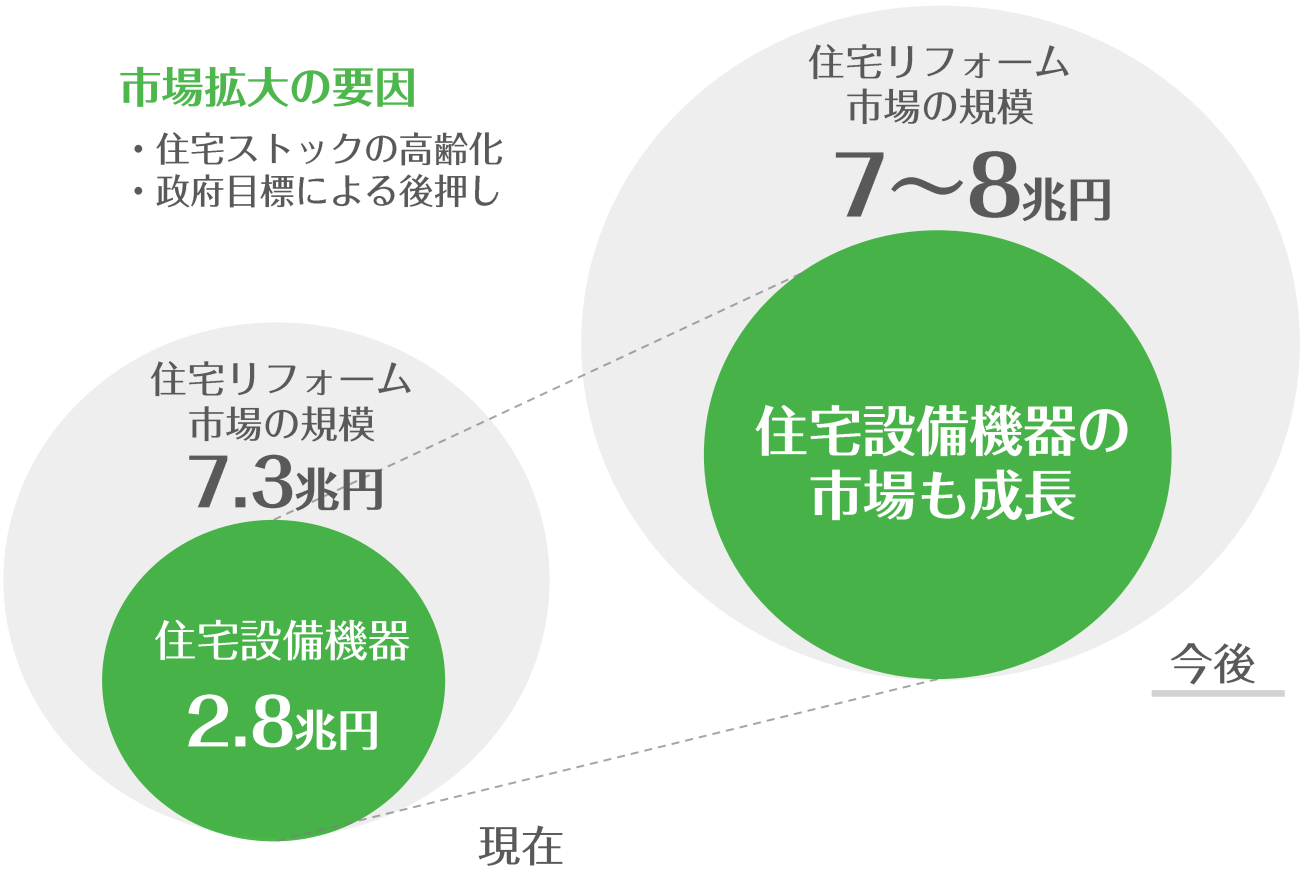 市場拡大の要因
・住宅ストックの高齢化
・政府目標による後押し
住宅リフォーム
市場の規模
7〜8兆円
住宅設備機器の
市場も成長
今後
住宅リフォーム
市場の規模
7.3兆円
住宅設備機器
2.8兆円
現在